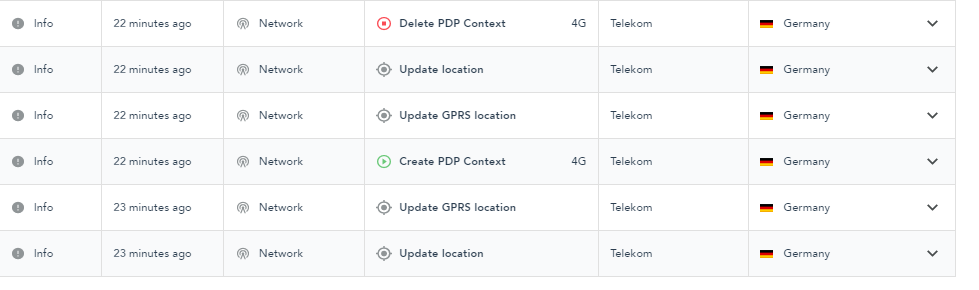 Info 22 minutes ago Network Delete PDP Context 4G Telekom Germany
Info 22 minutes ago Network Update location Telekom Germany
Info 22 minutes ago Network Update GPRS location Telekom Germany
Info 22 minutes ago Network Create PDP Context 4G Telekom Germany
Info 23 minutes ago Network Update GPRS location Telekom Germany
Info 23 minutes ago Network Update location Telekom Germany